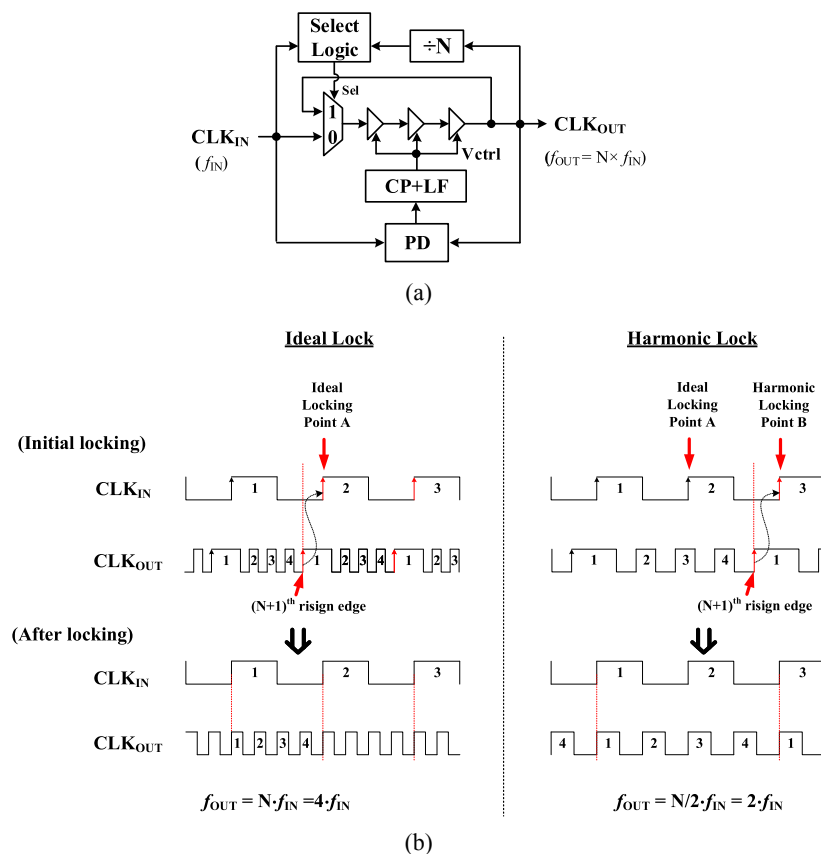 Select
Logic
÷N
Sel
1
0
CLKIN
(fIN)
CLKOUT
(fOUT = N× fIN)
Vctrl
CP+LF
PD
(a)
Ideal Lock
Harmonic Lock
Ideal
Locking
Point A
Ideal
Locking
Point A
Harmonic
Locking
Point B
(Initial locking)
CLKIN
1 2 3
1 2 3
CLKOUT
1 2 3 4 1 2 3 4 1 2 3
1 2 3 4 1
(N+1)th risign edge
(N+1)th risign edge
(After locking)
CLKIN
1 2 3
1 2 3
CLKOUT
1 2 3 4
4 1 2 3 4 1
fOUT = N·fIN =4·fIN
fOUT = N/2·fIN = 2·fIN
(b)